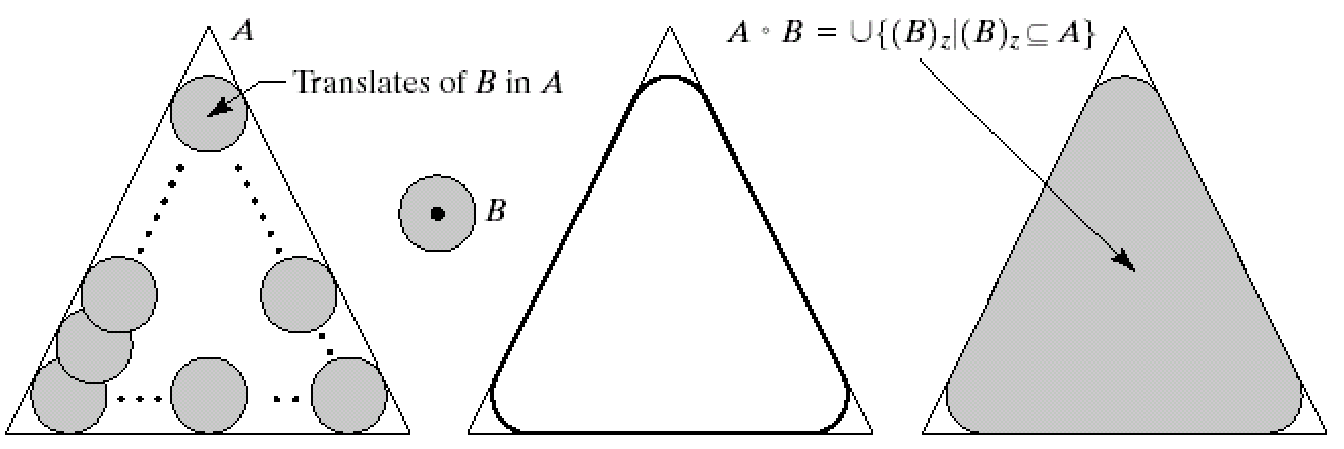 A
Translates of B in A
B
A ∘ B = ∪{(B)z|(B)z ⊆ A}